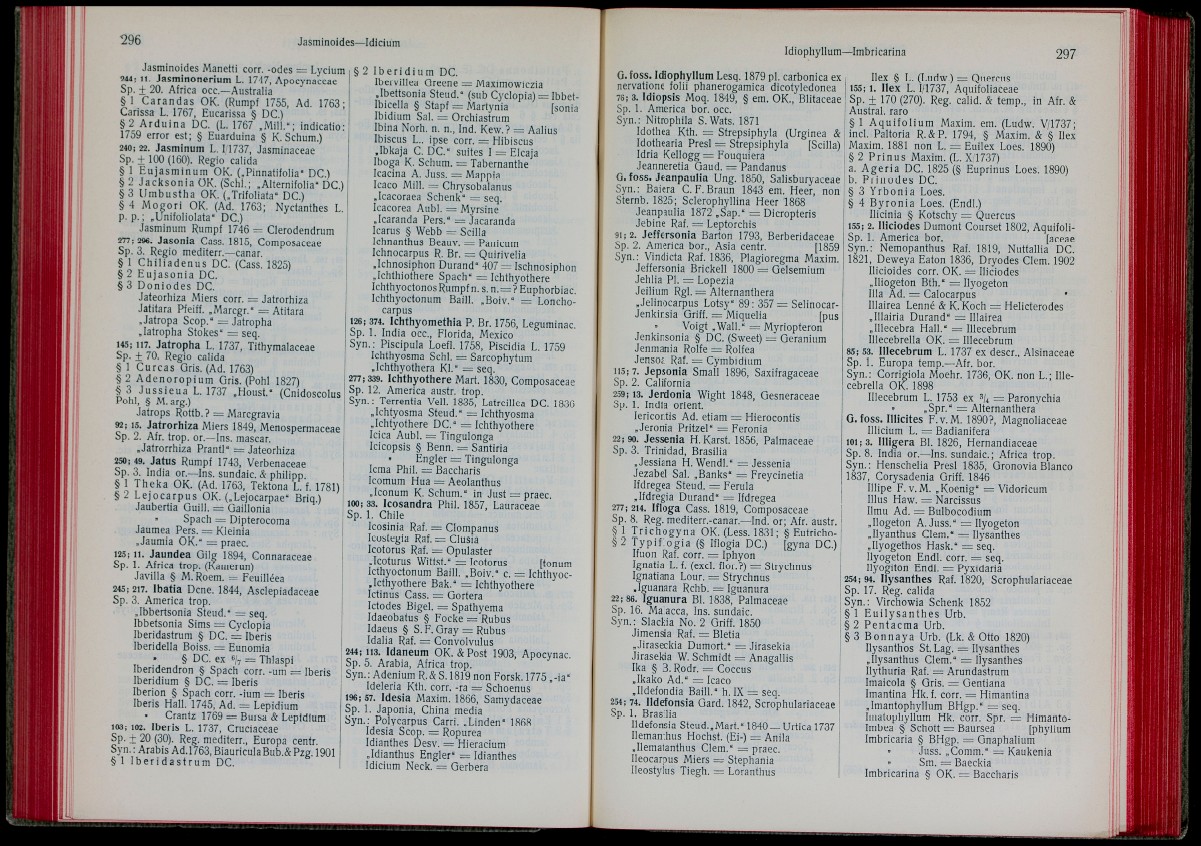 296
Jasminoides—Idicium
Jasminoides Manetti corr. -odes = Lycium
244; 11. Jasminonerium L. 1747, Apocynaceae
Sp. ± 20. Africa occ.—Australia
§ 1 Carandas OK. (Rumpf 1755, Ad. 1763;
Carissa L. 1767, Eucarissa § DC.)
§ 2 Arduina DC. (L. 1767 „Mill.“; indicatio:
1759 error est; § Euarduina § K. Schum.)
240; 22. Jasminum L. I/1737, Jasminaceae
Sp. ± 100 (160). Regio calida
§ 1 Eujasminum OK. („Pinnatifolia“ DC.)
§ 2 Jacksonia OK. (Schl.; „Alternifolia“ DC.)
§ 3 Umbustha OK. („Trifoliata“ DC.)
§ 4 Mogori OK. (Ad. 1763; Nyctanthes L.
p. p.; „Unifoliolata“ DC.)
Jasminum Rumpf 1746 = Clerodendrum
277; 296. Jasonia Cass. 1815, Composaceae
Sp. 3. Regio mediterr.—canar.
§ 1 Chiliadenus DC. (Cass. 1825)
§ 2 Eujasonia DC.
§ 3 Doniodes DC.
Jateorhiza Miers corr. = Jatrorhiza
Jatitara Pfeiff. „Marcgr.“ = Atitara
„Jatropa Scop.“ = Jatropha
„Iatropha Stokes“ = seq.
145; 117. Jatropha L. 1737, Tithymalaceae
Sp. ± 70. Regio calida
§ 1 Curcas Gris. (Ad. 1763)
§ 2 Adenoropium Gris. (Pohl 1827)
§ 3 Jussieua L. 1737 „Houst.“ (Cnidoscolus
Pohl, § M. arg.)
Jatrops Rottb.? = Marcgravia
92; 15. Jatrorhiza Miers 1849, Menospermaceae
Sp. 2. Afr. trop. or.—Ins. mascar.
„Jatrorrhiza Prantl“ = Jateorhiza
250; 49. Jatus Rumpf 1743, Verbenaceae
Sp. 3. India or.—Ins. sundaic. & philipp.
§ 1 Theka OK. (Ad. 1763, Tektona L. f. 1781)
§ 2 Lejocarpus OK. („Lejocarpae“ Briq.)
Jaubertia Guill. = Gaillonia
" Spach = Dipterocoma
Jaumea Pers. = Kleinia
„Jaumia OK.“ = praec.
125; 11. Jaundea Gilg 1894, Connaraceae
Sp. 1. Africa trop. (Kamerun)
Javilla § M. Roem. = Feuilléea
245; 217. Ibatia Dcne. 1844, Asclepiadaceae
Sp. 3. America trop.
„Ibbertsonia Steud.“ = seq.
Ibbetsonia Sims = Cyclopia
Iberidastrum § DC. = Iberis
Iberidella Boiss. = Eunomia
" § DC. ex 6/7 = Thlaspi
Iberidendron § Spach corr. -um = Iberis
Iberidium § DC. = Iberis
Iberion § Spach corr. -ium = Iberis
Iberis Hall. 1745, Ad. = Lepidium
" Crantz 1769 = Bursa & Lepidium
103; 102. Iberis L. 1737, Cruciaceae
Sp. ± 20 (30). Reg. mediterr., Europa centr.
Syn.: Arabis Ad. 1763, Biauricula Bub. & Pzg. 1901
§ 1 Iberidastrum DC.
§ 2 Iberidium DC.
Ibervillea Greene = Maximowiczia
„Ibettsonia Steud.“ (sub Cyclopia) = Ibbet-
Ibicella § Stapf = Martynia [sonia
Ibidium Sal. = Orchiastrum
Ibina Norh. n. n., Ind. Kew.? = Aalius
Ibiscus L., ipse corr. = Hibiscus
„Ibkaja C. DC.“ suites I = Elcaja
Iboga K. Schum. = Tabernanthe
Icacina A. Juss. = Mappia
Icaco Mill. = Chrysobalanus
„Icacoraea Schenk“ = seq.
Icacorea Aubl. = Myrsine
„Icaranda Pers.“ = Jacaranda
Icarus § Webb = Scilla
Ichnanthus Beauv. = Panicum
Ichnocarpus R. Br. = Quirivelia
„Ichnosiphon Durand“ 407 = Ischnosiphon
„Ichthiothere Spach“ = Ichthyothere
Ichthyoctonos Rumpf n. s. n. = ? Euphorbiac.
Ichthyoctonum Baill. „Boiv.“ = Loncho-
carpus
126; 374. Ichthyomethia P. Br. 1756, Leguminac.
Sp. 1. India occ., Florida, Mexico
Syn.: Piscipula Loefl. 1758, Piscidia L. 1759
Ichthyosma Schl. = Sarcophytum
„Ichthyothera Kl.“ = seq.
277; 339. Ichthyothere Mart. 1830, Composaceae
Sp. 12. America austr. trop.
Syn.: Terrentia Vell. 1835, Latreillea DC. 1836
„Ichtyosma Steud.“ = Ichthyosma
„Ichtyothere DC.“ = Ichthyothere
Icica Aubl. = Tingulonga
Icicopsis § Benn. = Santiria
" Engler = Tingulonga
Icma Phil. = Baccharis
Icomum Hua = Aeolanthus
„Iconum K. Schum.“ in Just = praec.
100; 33. Icosandra Phil. 1857, Lauraceae
Sp. 1. Chile
Icosinia Raf. = Clompanus
Icostegia Raf. = Clusia
Icotorus Raf. = Opulaster
„Icoturus Wittst.“ = Icotorus [tonum
Icthyoctonum Baill. „Boiv.“ c. = Ichthyoc-
„Icthyothere Bak.“ = Ichthyothere
Ictinus Cass. = Gortera
Ictodes Bigel. = Spathyema
Idaeobatus § Focke = Rubus
Idaeus § S. F. Gray = Rubus
Idalia Raf. = Convolvulus
244; 113. Idaneum OK. & Post 1903, Apocynac.
Sp. 5. Arabia, Africa trop.
Syn.: Adenium R. & S. 1819 non Forsk. 1775 „-ia“
Ideleria Kth. corr. -ra = Schoenus
196; 57. Idesia Maxim. 1866, Samydaceae
Sp. 1. Japonia, China media
Syn.: Polycarpus Carri. „Linden“ 1868
Idesia Scop. = Ropurea
Idianthes Desv. = Hieracium
„Idianthus Engler“ = Idianthes
Idicium Neck. = Gerbera
Idiophyllum—Imbricarina
297
G. foss. Idiophyllum Lesq. 1879 pl. carbonica ex
nervatione folii phanerogamica dicotyledonea
76; 3. Idiopsis Moq. 1849, § em. OK., Blitaceae
Sp. 1. America bor. occ.
Syn.: Nitrophila S. Wats. 1871
Idothea Kth. = Strepsiphyla (Urginea &
Idothearia Presl = Strepsiphyla [Scilla)
Idria Kellogg = Fouquiera
Jeanneretia Gaud. = Pandanus
G. foss. Jeanpaulia Ung. 1850, Salisburyaceae
Syn.: Baiera C. F. Braun 1843 em. Heer, non
Sternb. 1825; Sclerophyllina Heer 1868
Jeanpaulia 1872 „Sap.“ = Dicropteris
Jebine Raf. = Leptorchis
91; 2. Jeffersonia Barton 1793, Berberidaceae
Sp. 2. America bor., Asia centr. [1859
Syn.: Vindicta Raf. 1836, Plagioregma Maxim.
Jeffersonia Brickell 1800 = Gelsemium
Jehlia Pl. = Lopezia
Jeilium Rgl. = Alternanthera
„Jelinocarpus Lotsy“ 89: 357 = Selinocar-
Jenkirsia Griff. = Miquelia [pus
" Voigt „Wall.“ = Myriopteron
Jenkinsonia § DC. (Sweet) = Geranium
Jenmania Rolfe = Rolfea
Jensoa Raf. = Cymbidium
115; 7. Jepsonia Small 1896, Saxifragaceae
Sp. 2. California
259; 13. Jerdonia Wight 1848, Gesneraceae
Sp. 1. India orient.
Iericortis Ad. etiam = Hierocontis
„Jeronia Pritzel“ = Feronia
22; 90. Jessenia H. Karst. 1856, Palmaceae
Sp. 3. Trinidad, Brasilia
„Jessiana H. Wendl.“ = Jessenia
Jezabel Sal. „Banks“ = Freycinetia
Ifdregea Steud. = Ferula
„Ifdregia Durand“ = Ifdregea
277; 214. Ifloga Cass. 1819, Composaceae
Sp. 8. Reg. mediterr.-canar.—Ind. or; Afr. austr.
§ 1 Trichogyna OK. (Less. 1831; § Eutricho-
§ 2 Typifogia (§ Iflogia DC.) [gyna DC.)
Ifuon Raf. corr. = Iphyon
Ignatia L. f. (excl. flor.?) = Strychnus
Ignatiana Lour. = Strychnus
„Iguanara Rchb. = Iguanura
22; 86. Iguanura Bl. 1838, Palmaceae
Sp. 16. Malacca, Ins. sundaic.
Syn.: Slackia No. 2 Griff. 1850
Jimensia Raf. = Bletia
„Jiraseckia Dumort.“ = Jirasekia
Jirasekia W. Schmidt = Anagallis
Ika § 3. Rodr. = Coccus
„Ikako Ad.“ = Icaco
„Ildefondia Baill.“ h. IX = seq.
254; 74. Ildefonsia Gard. 1842, Scrophulariaceae
Sp. 1. Brasilia
Ildefonsia Steud. „Mart.“ 1840 = Urtica 1737
Ilemanthus Hochst. (Ei-) = Anila
„Ilemalanthus Clem.“ = praec.
Ileocarpus Miers = Stephania
Ileostylus Tiegh. = Loranthus
Ilex § L. (Ludw.) = Quercus
155; 1. Ilex L. I/1737, Aquifoliaceae
Sp. ± 170 (270). Reg. calid. & temp., in Afr. &
Austral. raro
§ 1 Aquifolium Maxim. em. (Ludw. V/1737;
incl. Paltoria R. & P. 1794, § Maxim. & § Ilex
Maxim. 1881 non L. = Euilex Loes. 1890)
§ 2 Prinus Maxim. (L. X/1737)
a. Ageria DC. 1825 (§ Euprinus Loes. 1890)
b. Prinodes DC.
§ 3 Yrbonia Loes.
§ 4 Byronia Loes. (Endl.)
Ilicinia § Kotschy = Quercus
155; 2. Iliciodes Dumont Courset 1802, Aquifoli-
Sp. 1. America bor. [aceae
Syn.: Nemopanthus Raf. 1819, Nuttallia DC.
1821, Deweya Eaton 1836, Dryodes Clem. 1902
Ilicioides corr. OK. = Iliciodes
„Iliogeton Bth.“ = Ilyogeton
Illa Ad. = Calocarpus
Illairea Lenné & K. Koch = Helicterodes
„Illairia Durand“ = Illairea
„Illecebra Hall.“ = Illecebrum
Illecebrella OK. = Illecebrum
85; 53. Illecebrum L. 1737 ex descr., Alsinaceae
Sp. 1. Europa temp.—Afr. bor.
Syn.: Corrigiola Moehr. 1736, OK. non L.; Ille-
cebrella OK. 1898
Illecebrum L. 1753 ex 3/4 = Paronychia
" „Spr.“ = Alternanthera
G. foss. Illicites F. v. M. 1890?, Magnoliaceae
Illicium L. = Badianifera
101; 3. Illigera Bl. 1826, Hernandiaceae
Sp. 8. India or.—Ins. sundaic.; Africa trop.
Syn.: Henschelia Presl 1835, Gronovia Blanco
1837, Corysadenia Griff. 1846
Illipe F. v. M. „Koenig“ = Vidoricum
Illus Haw. = Narcissus
Ilmu Ad. = Bulbocodium
„Ilogeton A. Juss.“ = Ilyogeton
„Ilyanthus Clem.“ = Ilysanthes
„Ilyogethos Hask.“ = seq.
Ilyogeton Endl. corr. = seq.
Ilyogiton Endl. = Pyxidaria
254; 94. Ilysanthes Raf. 1820, Scrophulariaceae
Sp. 17. Reg. calida
Syn.: Virchowia Schenk 1852
§ 1 Euilysanthes Urb.
§ 2 Pentacma Urb.
§ 3 Bonnaya Urb. (Lk. & Otto 1820)
Ilysanthos St. Lag. = Ilysanthes
„Ilysanthus Clem.“ = Ilysanthes
Ilythuria Raf. = Arundastrum
Imaicola § Gris. = Gentiana
Imantina Hk. f. corr. = Himantina
„Imantophyllum BHgp.“ = seq.
Imatophyllum Hk. corr. Spr. = Himanto-
Imbea § Schott = Baursea [phyllum
Imbricaria § BHgp. = Gnaphalium
" Juss. „Comm.“ = Kaukenia
" Sm. = Baeckia
Imbricarina § OK. = Baccharis